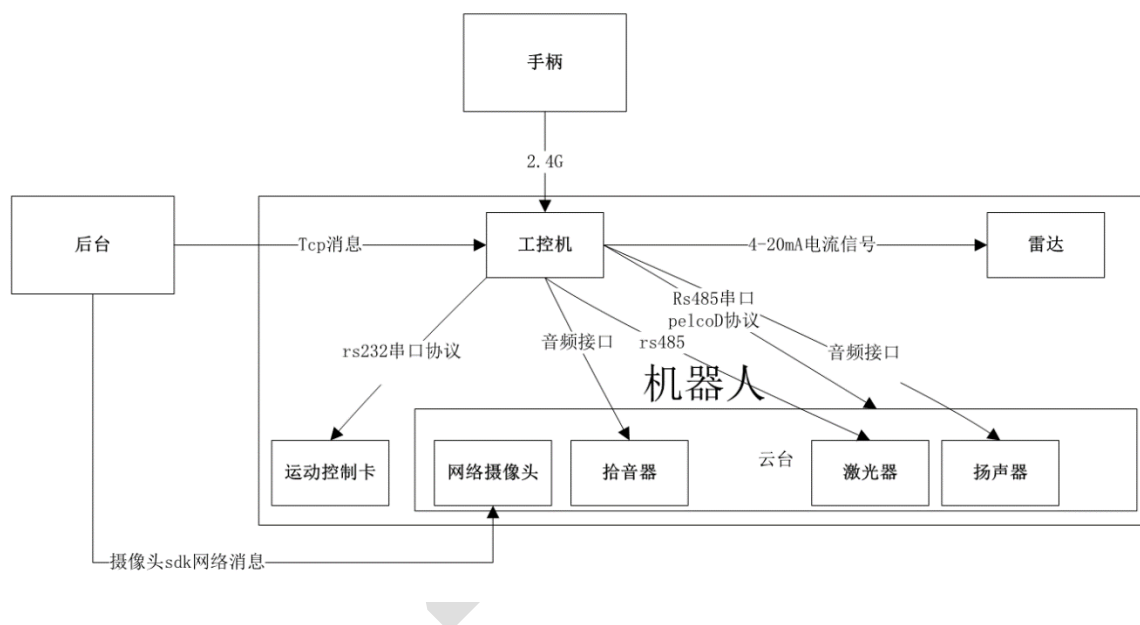 手柄
2.4G
后台
Tcp消息
工控机
4-20mA电流信号
雷达
Rs485串口
pelcoD协议
rs232串口协议
音频接口
rs485
音频接口
机器人
云台
运动控制卡
网络摄像头
拾音器
激光器
扬声器
摄像头sdk网络消息